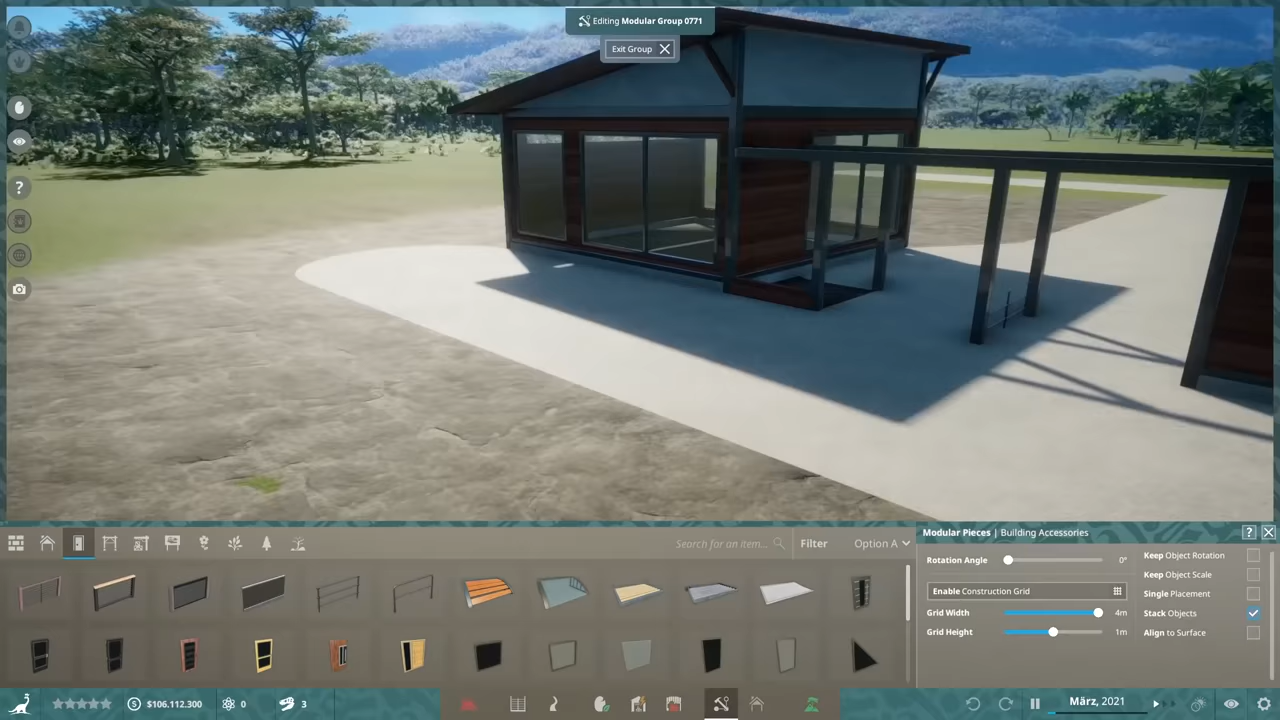 Editing Modular Group 0771
Exit Group
?
Search for an item...
Filter
Option A
Modular Pieces | Building Accessories
?
Rotation Angle
0°
Enable Construction Grid
Grid Width
4m
Grid Height
1m
Keep Object Rotation
Keep Object Scale
Single Placement
Stack Objects
Align to Surface
$106.112.300
0
3
März, 2021